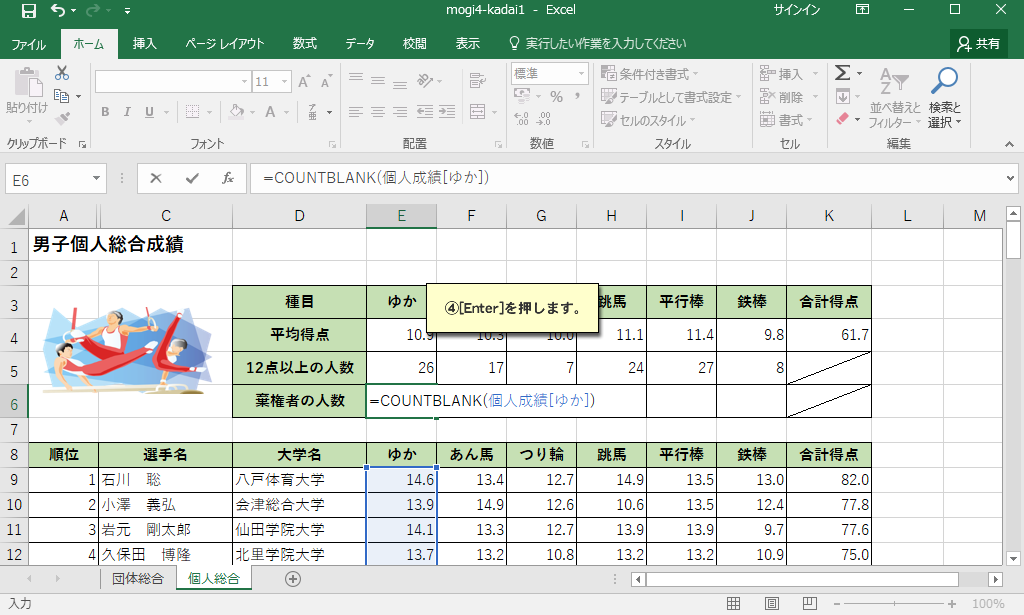 mogi4-kadai1 - Excel サインイン
ファイル ホーム 挿入 ページ レイアウト 数式 データ 校閲 表示 実行したい作業を入力してください 共有
貼り付け 11 A A 標準 条件付き書式 挿入 Σ 並べ替えと 検索と
B I U A 亜 % , テーブルとして書式設定 削除 フィルター 選択
.00 .00 セルのスタイル 書式
クリップボード フォント 配置 数値 スタイル セル 編集
E6 fx =COUNTBLANK(個人成績[ゆか])
A C D E F G H I J K L M
1 男子個人総合成績
2
3 種目 ゆか 跳馬 平行棒 鉄棒 合計得点
④[Enter]を押します。
4 平均得点 10.9 10.3 10.0 11.1 11.4 9.8 61.7
5 12点以上の人数 26 17 7 24 27 8
6 棄権者の人数 =COUNTBLANK(個人成績[ゆか])
7
8 順位 選手名 大学名 ゆか あん馬 つり輪 跳馬 平行棒 鉄棒 合計得点
9 1 石川　聡 八戸体育大学 14.6 13.4 12.7 14.9 13.5 13.0 82.0
10 2 小澤　義弘 会津総合大学 13.9 14.9 12.6 10.6 13.5 12.4 77.8
11 3 岩元　剛太郎 仙田学院大学 14.1 13.3 12.7 13.9 13.9 9.7 77.6
12 4 久保田　博隆 北里学院大学 13.7 13.2 10.8 13.2 13.2 10.9 75.0
団体総合 個人総合
入力 100%